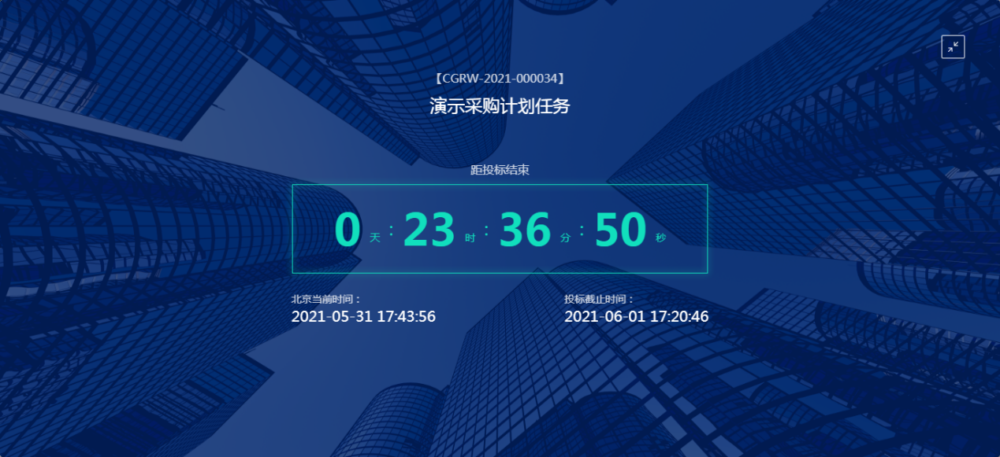 【CGRW-2021-000034】
演示采购计划任务
距投标结束
0 天 : 23 时 : 36 分 : 50 秒
北京当前时间： 投标截止时间：
2021-05-31 17:43:56 2021-06-01 17:20:46